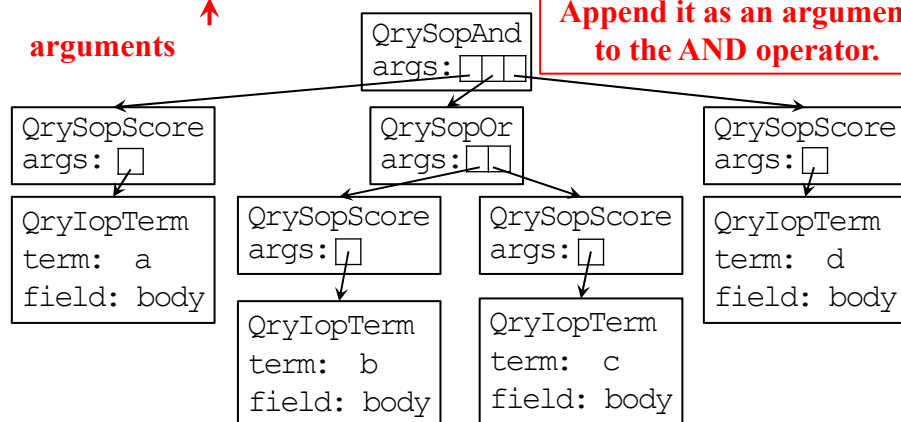 arguments
Append it as an argumen
to the AND operator.
QrySopAnd
args:
QrySopScore
args:
QrySopOr
args:
QrySopScore
args:
QryIopTerm
term: a
field: body
QrySopScore
args:
QrySopScore
args:
QryIopTerm
term: d
field: body
QryIopTerm
term: b
field: body
QryIopTerm
term: c
field: body